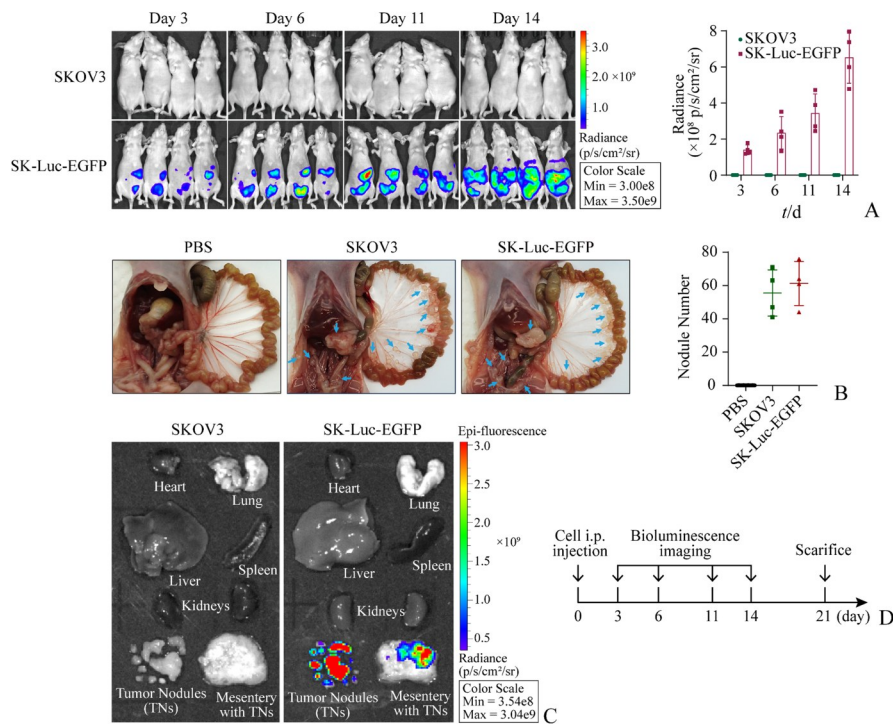 Day 3 Day 6 Day 11 Day 14
SKOV3
SK-Luc-EGFP
3.0
2.0
×10⁹
1.0
Radiance
(p/s/cm²/sr)
Color Scale
Min = 3.00e8
Max = 3.50e9
SKOV3
SK-Luc-EGFP
Radiance
(×10⁸ p/s/cm²/sr)
8
6
4
2
0
3 6 11 14
t/d
A
PBS SKOV3 SK-Luc-EGFP
Nodule Number
80
60
40
20
0
PBS
SKOV3
SK-Luc-EGFP
B
SKOV3 SK-Luc-EGFP
Heart
Lung
Liver
Spleen
Kidneys
Tumor Nodules
(TNs)
Mesentery
with TNs
Heart
Lung
Liver
Spleen
Kidneys
Tumor Nodules
(TNs)
Mesentery
with TNs
Epi-fluorescence
3.0
2.5
2.0
×10⁹
1.5
1.0
0.5
Radiance
(p/s/cm²/sr)
Color Scale
Min = 3.54e8
Max = 3.04e9
C
Cell i.p.
injection
Bioluminescence
imaging
Scarifice
0 3 6 11 14 21 (day)
D